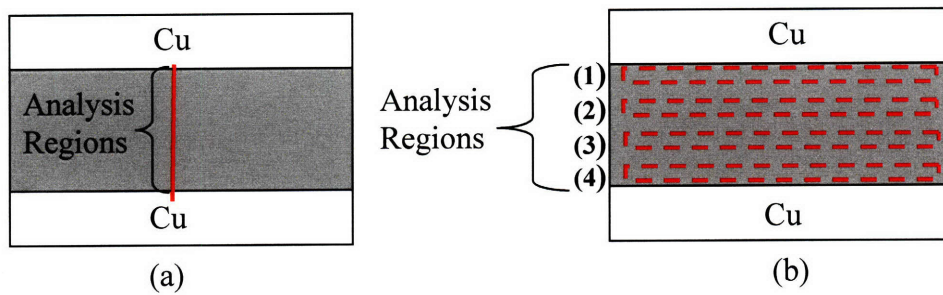 Cu
Analysis
Regions
Cu
(a)
Cu
Analysis
Regions
(1)
(2)
(3)
(4)
Cu
(b)